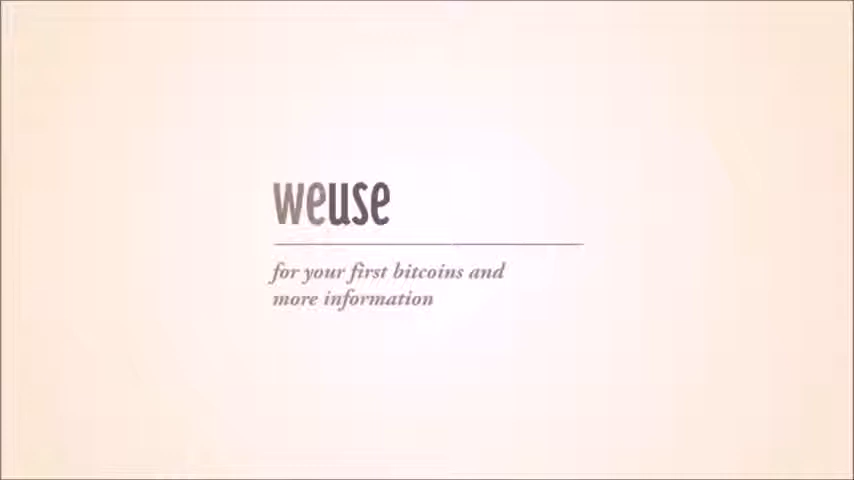 weuse
for your first bitcoins and
more information